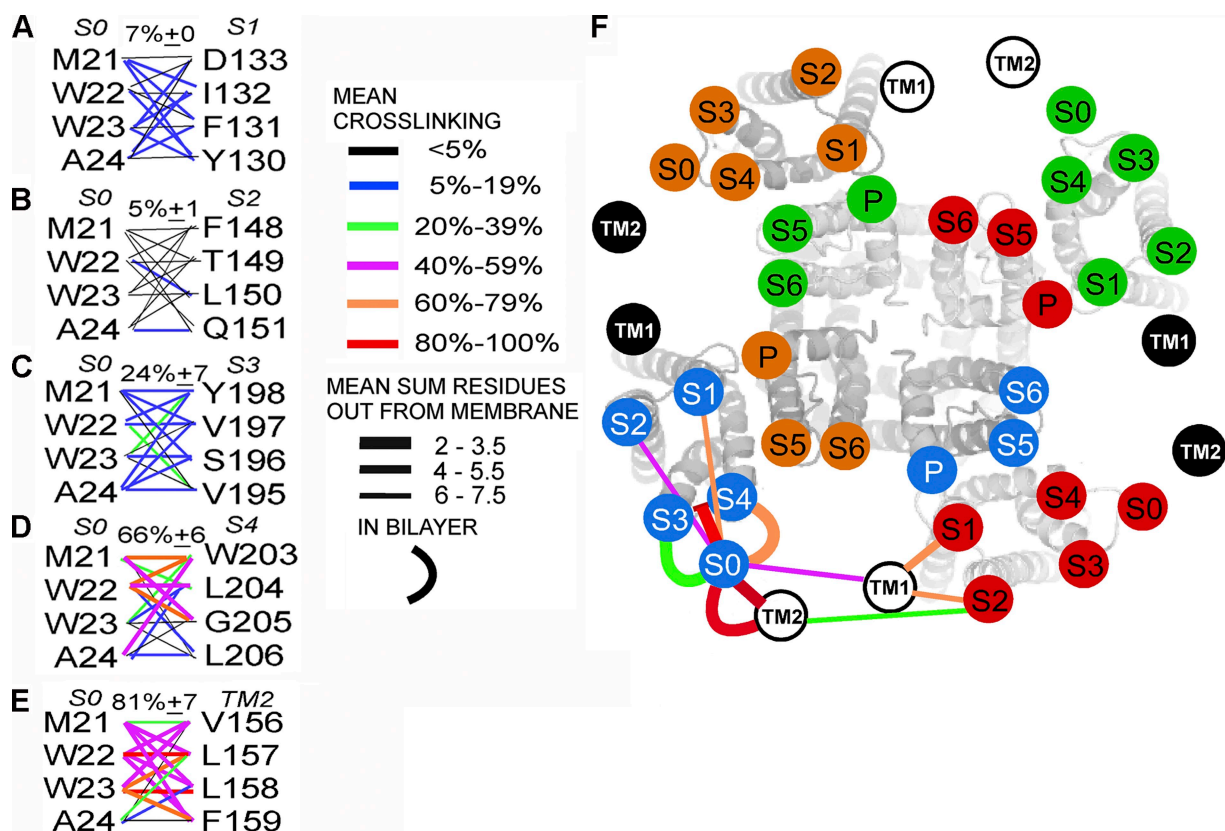 A
S0 7%±0 S1
M21 D133
W22 I132
W23 F131
A24 Y130
B
S0 5%±1 S2
M21 F148
W22 T149
W23 L150
A24 Q151
C
S0 24%±7 S3
M21 Y198
W22 V197
W23 S196
A24 V195
D
S0 66%±6 S4
M21 W203
W22 L204
W23 G205
A24 L206
E
S0 81%±7 TM2
M21 V156
W22 L157
W23 L158
A24 F159
MEAN
CROSSLINKING
<5%
5%-19%
20%-39%
40%-59%
60%-79%
80%-100%
MEAN SUM RESIDUES
OUT FROM MEMBRANE
2 - 3.5
4 - 5.5
6 - 7.5
IN BILAYER
F
S2
TM1
TM2
S3
S0
S1
S3
S0
S4
S4
P
S5
S6
S5
TM2
S2
S6
S1
P
TM1
TM1
P
S1
S6
S2
S5
S6
S5
TM2
P
S4
S4
S0
S3
S1
S3
S0
TM1
S2
TM2